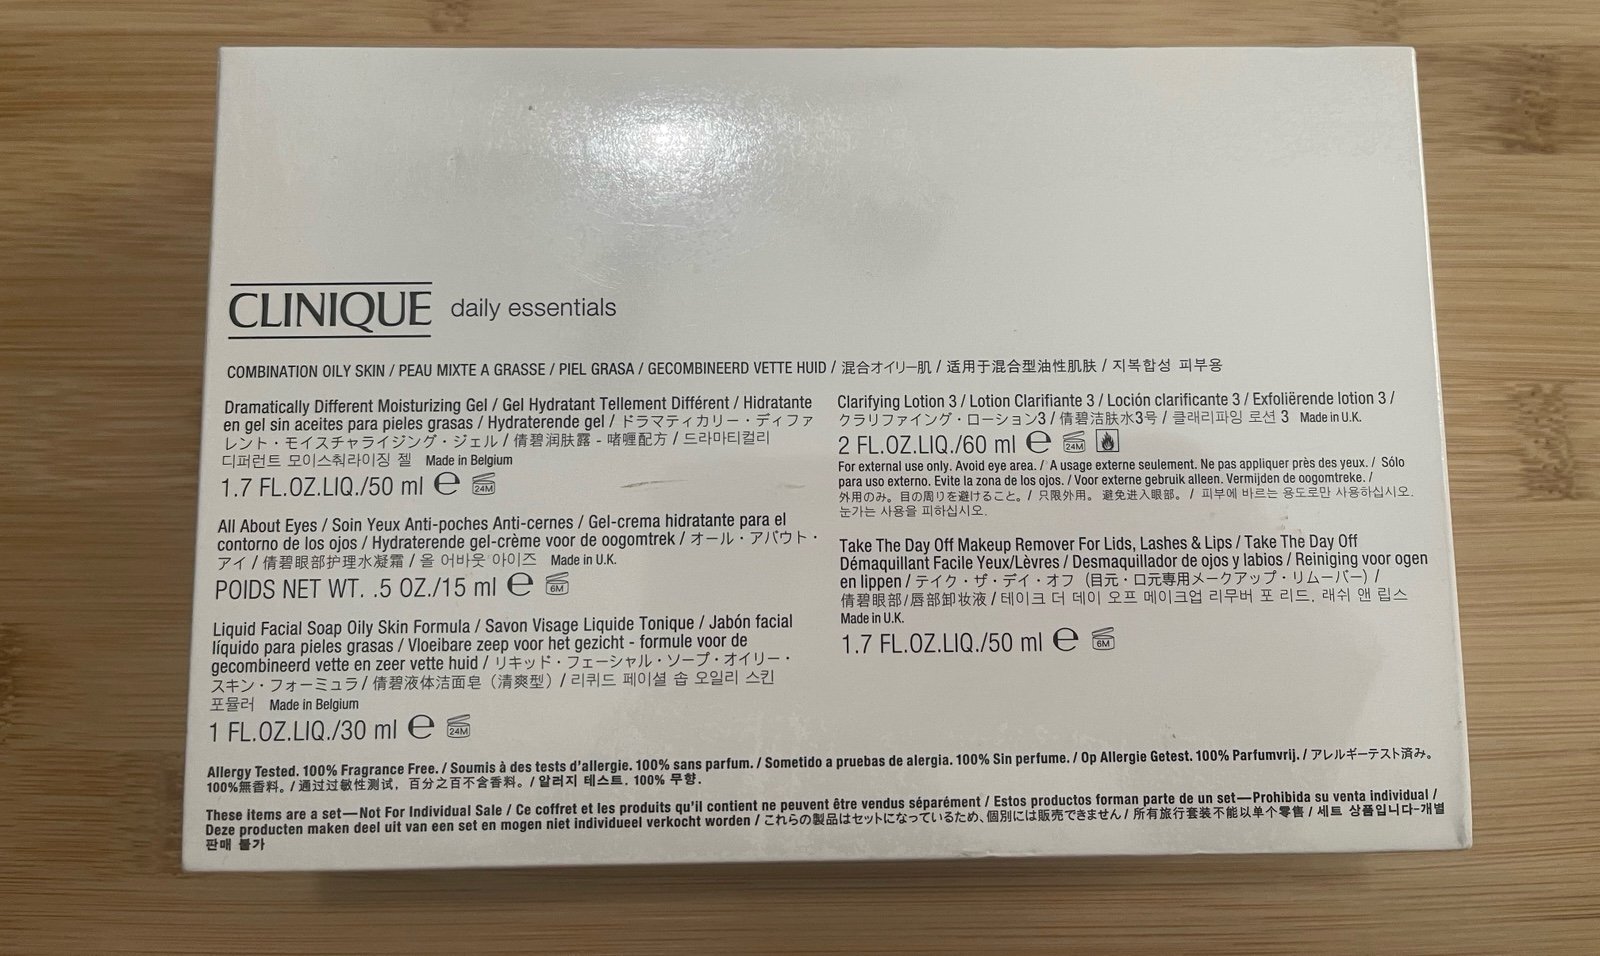 CLINIQUE daily essentials
COMBINATION OILY SKIN / PEAU MIXTE A GRASSE / PIEL GRASA / GECOMBINEERD VETTE HUID / 混合オイリー肌 / 适用于混合型油性肌肤 / 지복합성 피부용
Dramatically Different Moisturizing Gel / Gel Hydratant Tellement Différent / Hidratante
en gel sin aceites para pieles grasas / Hydraterende gel / ドラマティカリー・ディファ
レント・モイスチャライジング・ジェル / 倩碧润肤露 - 啫喱配方 / 드라마티컬리
디퍼런트 모이스춰라이징 젤 Made in Belgium
1.7 FL.OZ.LIQ./50 ml ℮ 24M
All About Eyes / Soin Yeux Anti-poches Anti-cernes / Gel-crema hidratante para el
contorno de los ojos / Hydraterende gel-crème voor de oogomtrek / オール・アバウト・
アイ / 倩碧眼部护理水凝霜 / 올 어바웃 아이즈 Made in U.K.
POIDS NET WT. .5 OZ./15 ml ℮ 6M
Liquid Facial Soap Oily Skin Formula / Savon Visage Liquide Tonique / Jabón facial
líquido para pieles grasas / Vloeibare zeep voor het gezicht - formule voor de
gecombineerd vette en zeer vette huid / リキッド・フェーシャル・ソープ・オイリー・
スキン・フォーミュラ / 倩碧液体洁面皂（清爽型）/ 리퀴드 페이셜 솝 오일리 스킨
포뮬러 Made in Belgium
1 FL.OZ.LIQ./30 ml ℮ 24M
Clarifying Lotion 3 / Lotion Clarifiante 3 / Loción clarificante 3 / Exfoliërende lotion 3 /
クラリファイング・ローション3 / 倩碧洁肤水3号 / 클래리파잉 로션 3 Made in U.K.
2 FL.OZ.LIQ./60 ml ℮ 24M
For external use only. Avoid eye area. / A usage externe seulement. Ne pas appliquer près des yeux. / Sólo
para uso externo. Evite la zona de los ojos. / Voor externe gebruik alleen. Vermijden de oogomtreke. /
外用のみ。目の周りを避けること。/ 只限外用。避免进入眼部。/ 피부에 바르는 용도로만 사용하십시오.
눈가는 사용을 피하십시오.
Take The Day Off Makeup Remover For Lids, Lashes & Lips / Take The Day Off
Démaquillant Facile Yeux/Lèvres / Desmaquillador de ojos y labios / Reiniging voor ogen
en lippen / テイク・ザ・デイ・オフ（目元・口元専用メークアップ・リムーバー）/
倩碧眼部/唇部卸妆液 / 테이크 더 데이 오프 메이크업 리무버 포 리드, 래쉬 앤 립스
Made in U.K.
1.7 FL.OZ.LIQ./50 ml ℮ 6M
Allergy Tested. 100% Fragrance Free. / Soumis à des tests d'allergie. 100% sans parfum. / Sometido a pruebas de alergia. 100% Sin perfume. / Op Allergie Getest. 100% Parfumvrij. / アレルギーテスト済み。
100%無香料。/ 通过过敏性测试，百分之百不含香料。/ 알러지 테스트. 100% 무향.
These items are a set—Not For Individual Sale / Ce coffret et les produits qu'il contient ne peuvent être vendus séparément / Estos productos forman parte de un set—Prohibida su venta individual /
Deze producten maken deel uit van een set en mogen niet individueel verkocht worden / これらの製品はセットになっているため、個別には販売できません / 所有旅行套装不能以单个零售 / 세트 상품입니다-개별
판매 불가